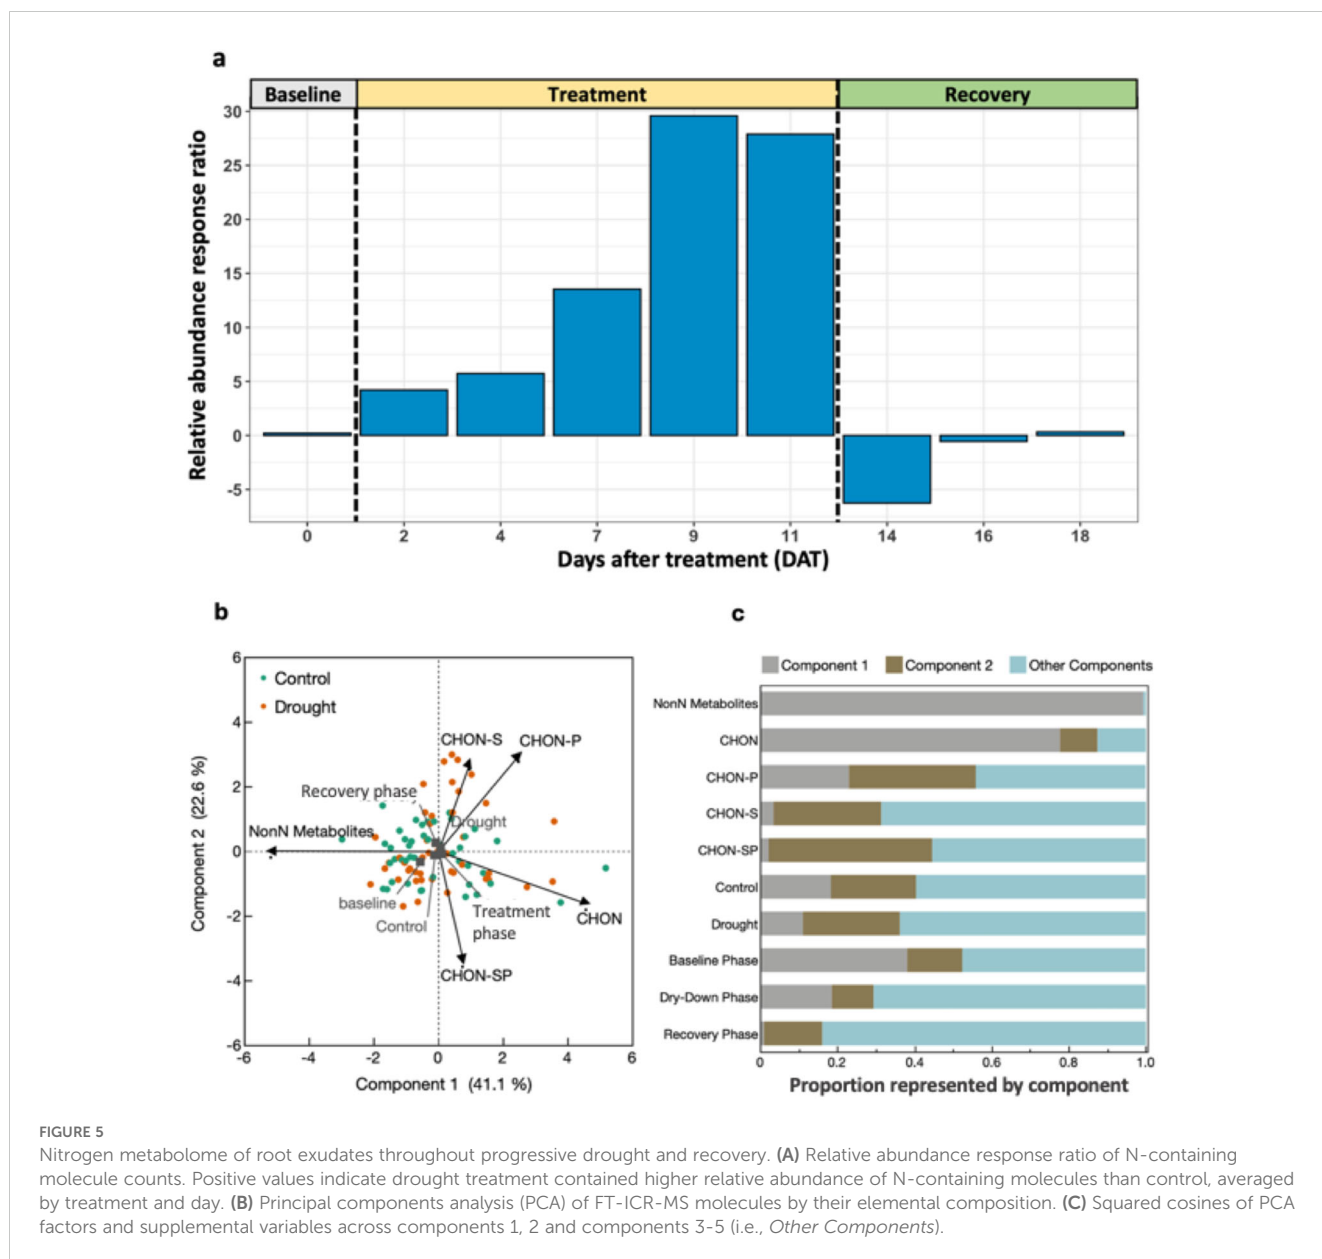 a
Baseline
Treatment
Recovery
Relative abundance response ratio
30
25
20
15
10
5
0
-5
0 2 4 7 9 11 14 16 18
Days after treatment (DAT)
b
Control
Drought
Component 2 (22.6 %)
6
4
2
0
-2
-4
-6
CHON-S
CHON-P
Recovery phase
Drought
NonN Metabolites
baseline
Control
Treatment
phase
CHON
CHON-SP
-6 -4 -2 0 2 4 6
Component 1 (41.1 %)
c
Component 1 Component 2 Other Components
NonN Metabolites
CHON
CHON-P
CHON-S
CHON-SP
Control
Drought
Baseline Phase
Dry-Down Phase
Recovery Phase
0 0.2 0.4 0.6 0.8 1.0
Proportion represented by component
FIGURE 5
Nitrogen metabolome of root exudates throughout progressive drought and recovery. (A) Relative abundance response ratio of N-containing
molecule counts. Positive values indicate drought treatment contained higher relative abundance of N-containing molecules than control, averaged
by treatment and day. (B) Principal components analysis (PCA) of FT-ICR-MS molecules by their elemental composition. (C) Squared cosines of PCA
factors and supplemental variables across components 1, 2 and components 3-5 (i.e., Other Components).